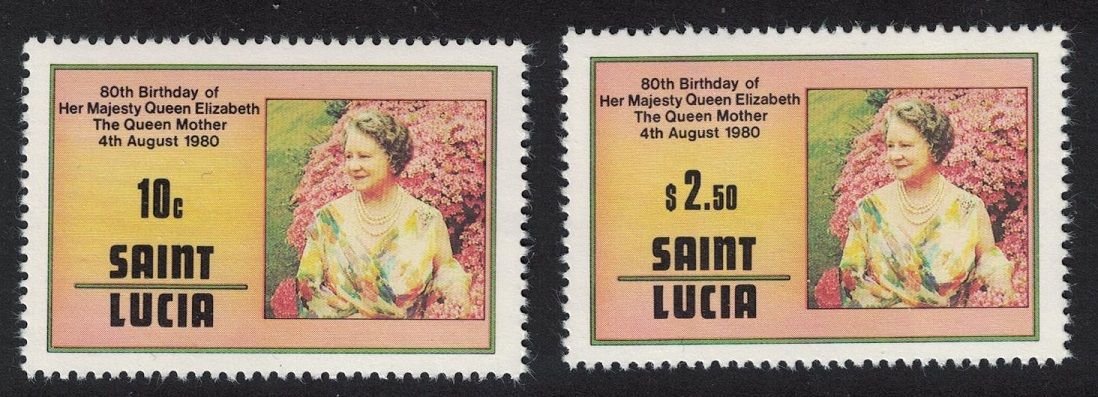 80th Birthday of
Her Majesty Queen Elizabeth
The Queen Mother
4th August 1980
10c
SAINT
LUCIA
80th Birthday of
Her Majesty Queen Elizabeth
The Queen Mother
4th August 1980
$2.50
SAINT
LUCIA